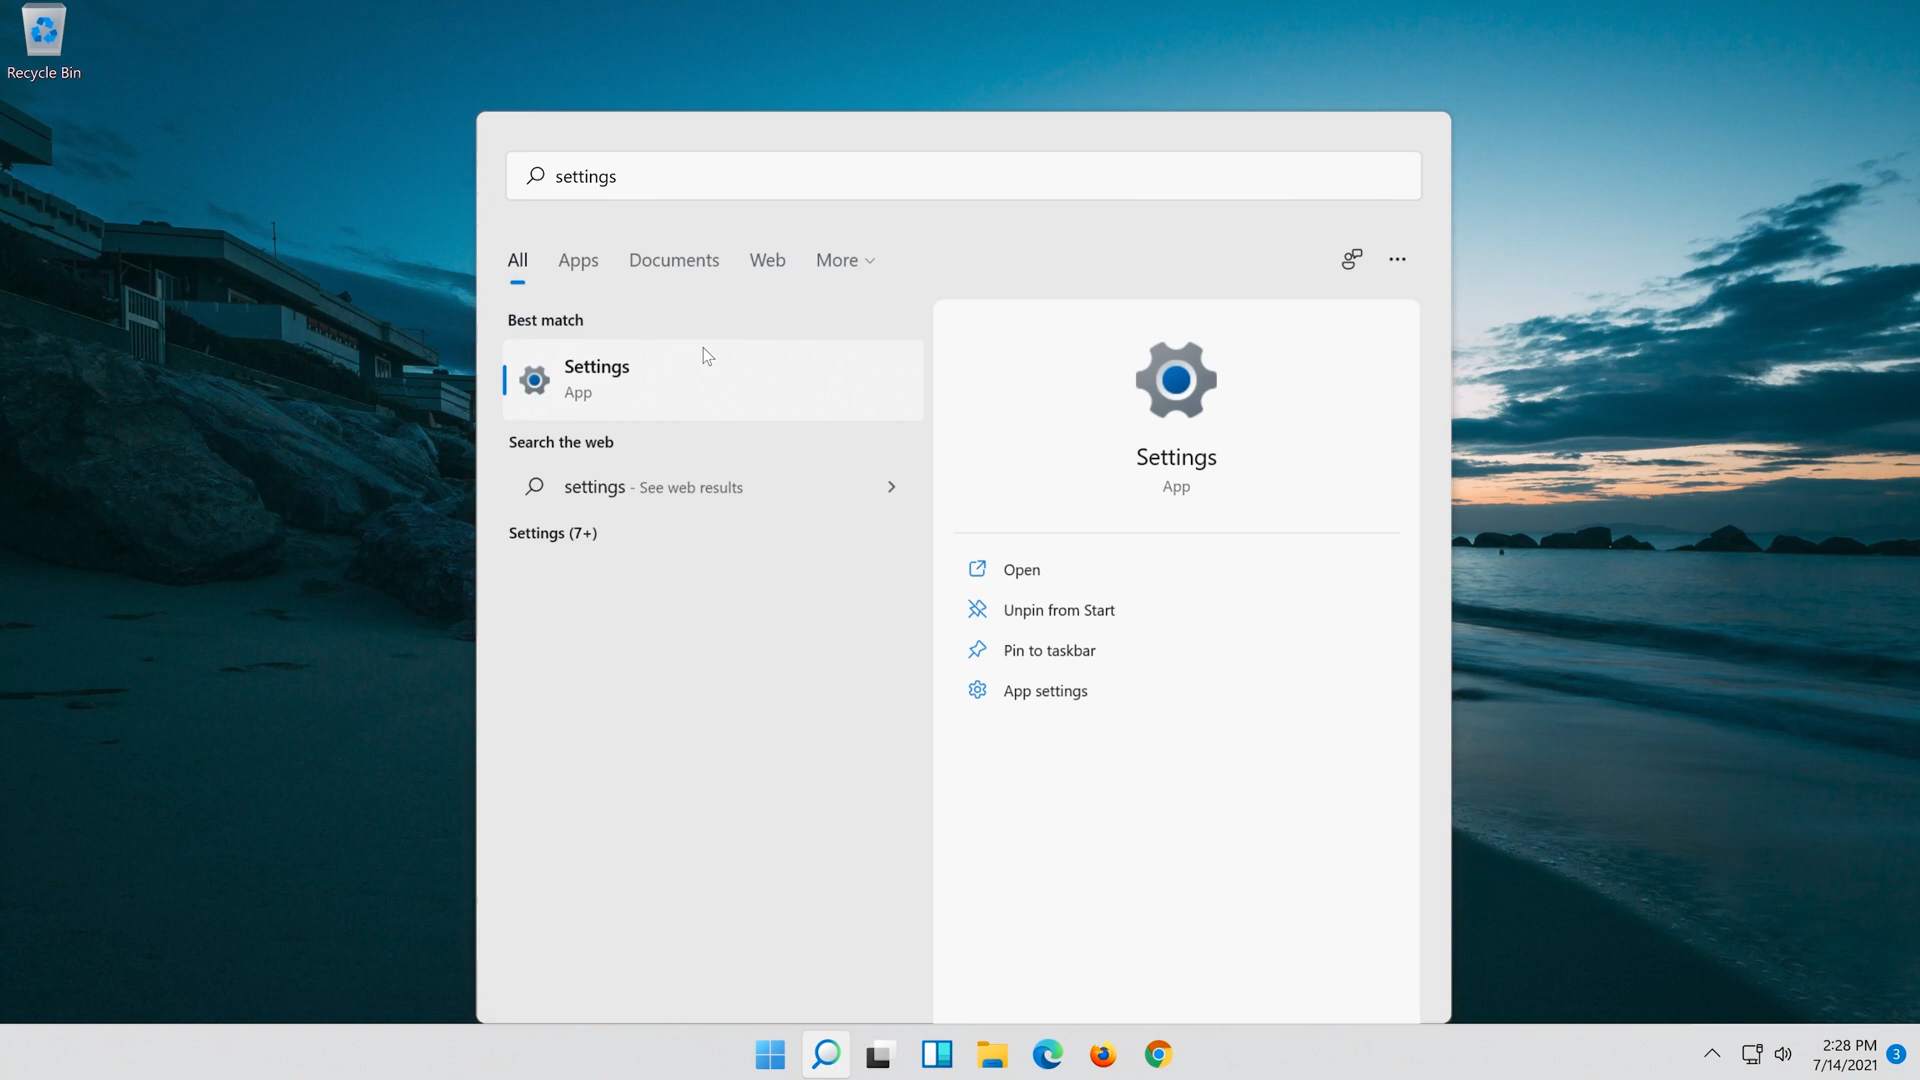 Recycle Bin
settings
All Apps Documents Web More
Best match
Settings
App
Search the web
settings - See web results
Settings (7+)
Settings
App
Open
Unpin from Start
Pin to taskbar
App settings
2:28 PM
7/14/2021
3